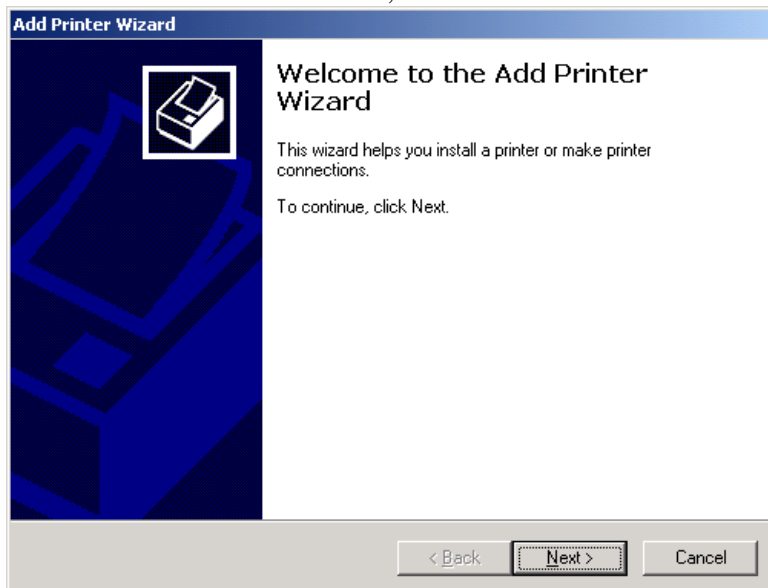 Add Printer Wizard
Welcome to the Add Printer
Wizard
This wizard helps you install a printer or make printer
connections.
To continue, click Next.
< Back
Next >
Cancel